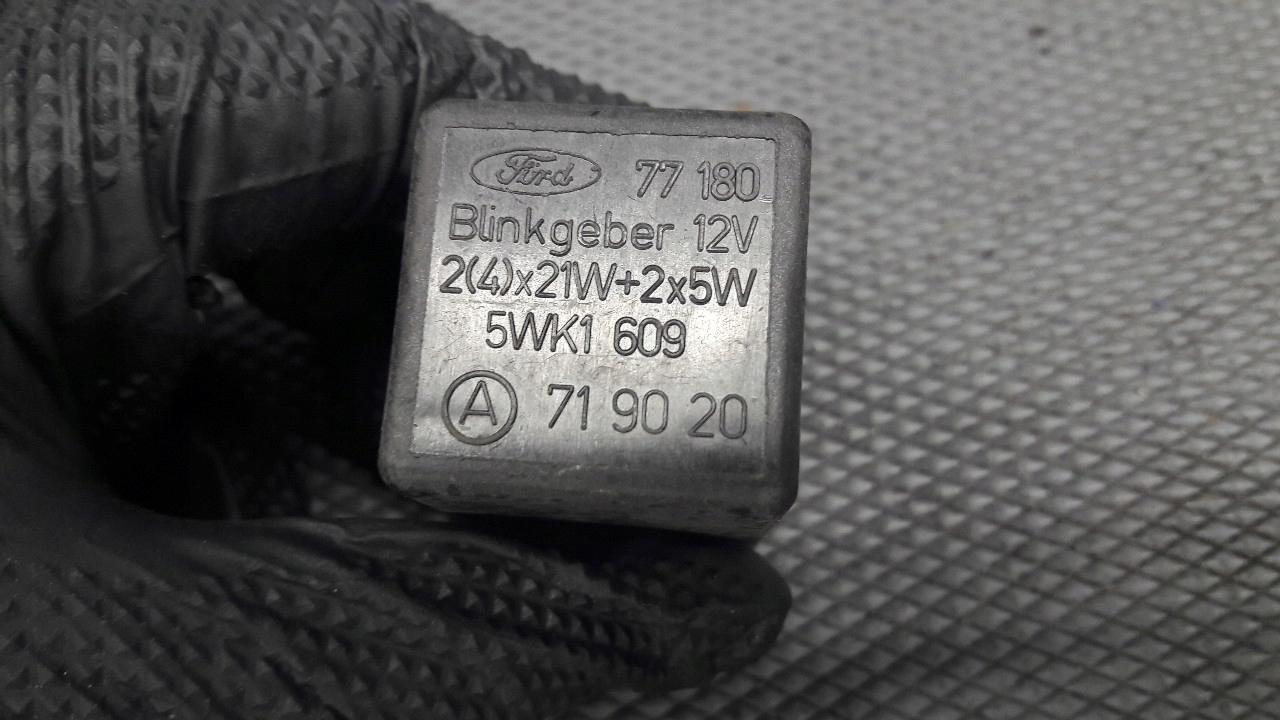 Ford 77 180
Blinkgeber 12V
2(4)x21W+2x5W
5WK1 609
A 71 90 20